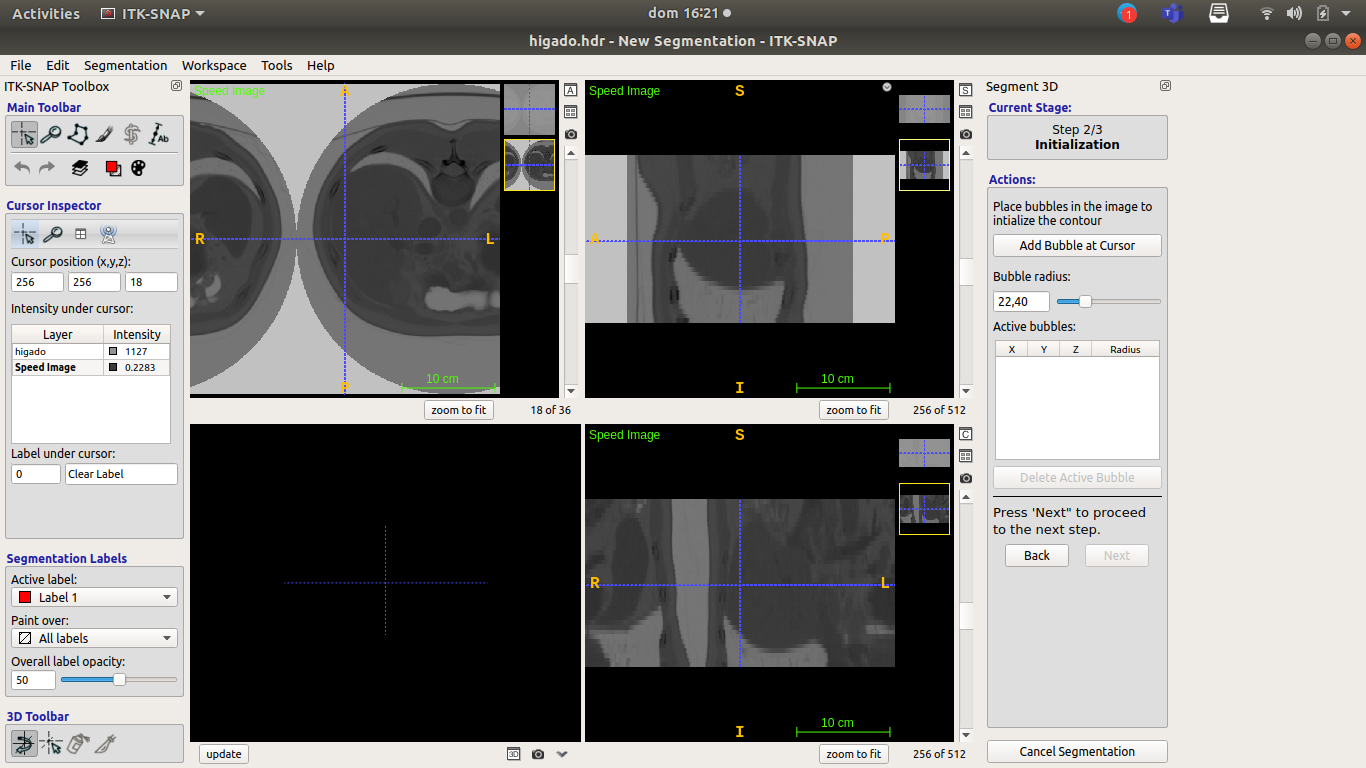 Activities ITK-SNAP dom 16:21 1
higado.hdr - New Segmentation - ITK-SNAP
File Edit Segmentation Workspace Tools Help
ITK-SNAP Toolbox
Main Toolbar
Ab
Cursor Inspector
Cursor position (x,y,z):
256 256 18
Intensity under cursor:
Layer Intensity
higado 1127
Speed Image 0.2283
Label under cursor:
0 Clear Label
Segmentation Labels
Active label:
Label 1
Paint over:
All labels
Overall label opacity:
50
3D Toolbar
Speed Image
A
R
L
P
10 cm
A
zoom to fit 18 of 36
Speed Image
S
A
P
I
10 cm
S
zoom to fit 256 of 512
update 3D
Speed Image
S
R
L
I
10 cm
C
zoom to fit 256 of 512
Segment 3D
Current Stage:
Step 2/3
Initialization
Actions:
Place bubbles in the image to
intialize the contour
Add Bubble at Cursor
Bubble radius:
22,40
Active bubbles:
X Y Z Radius
Delete Active Bubble
Press 'Next" to proceed
to the next step.
Back Next
Cancel Segmentation